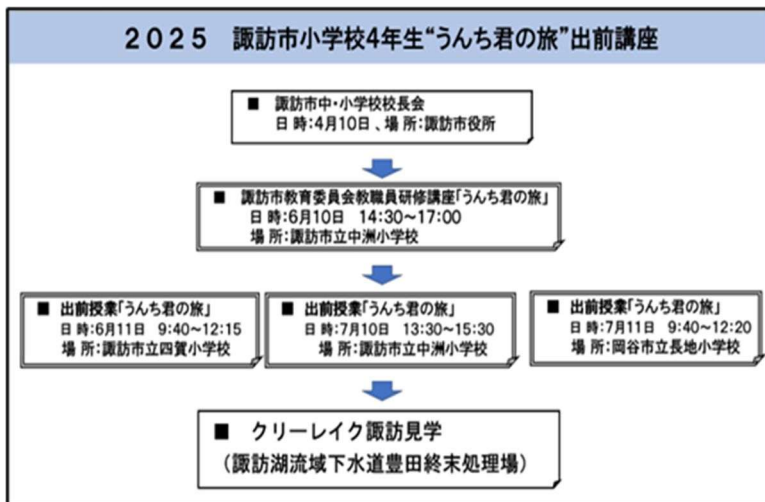 2025 諏訪市小学校4年生“うんち君の旅”出前講座
■ 諏訪市中・小学校校長会
日時:4月10日、場所:諏訪市役所
■ 諏訪市教育委員会教職員研修講座「うんち君の旅」
日時:6月10日 14:30~17:00
場所:諏訪市立中洲小学校
■ 出前授業「うんち君の旅」
日時:6月11日 9:40~12:15
場所:諏訪市立四賀小学校
■ 出前授業「うんち君の旅」
日時:7月10日 13:30~15:30
場所:諏訪市立中洲小学校
■ 出前授業「うんち君の旅」
日時:7月11日 9:40~12:20
場所:岡谷市立長地小学校
■ クリーレイク諏訪見学
(諏訪湖流域下水道豊田終末処理場)